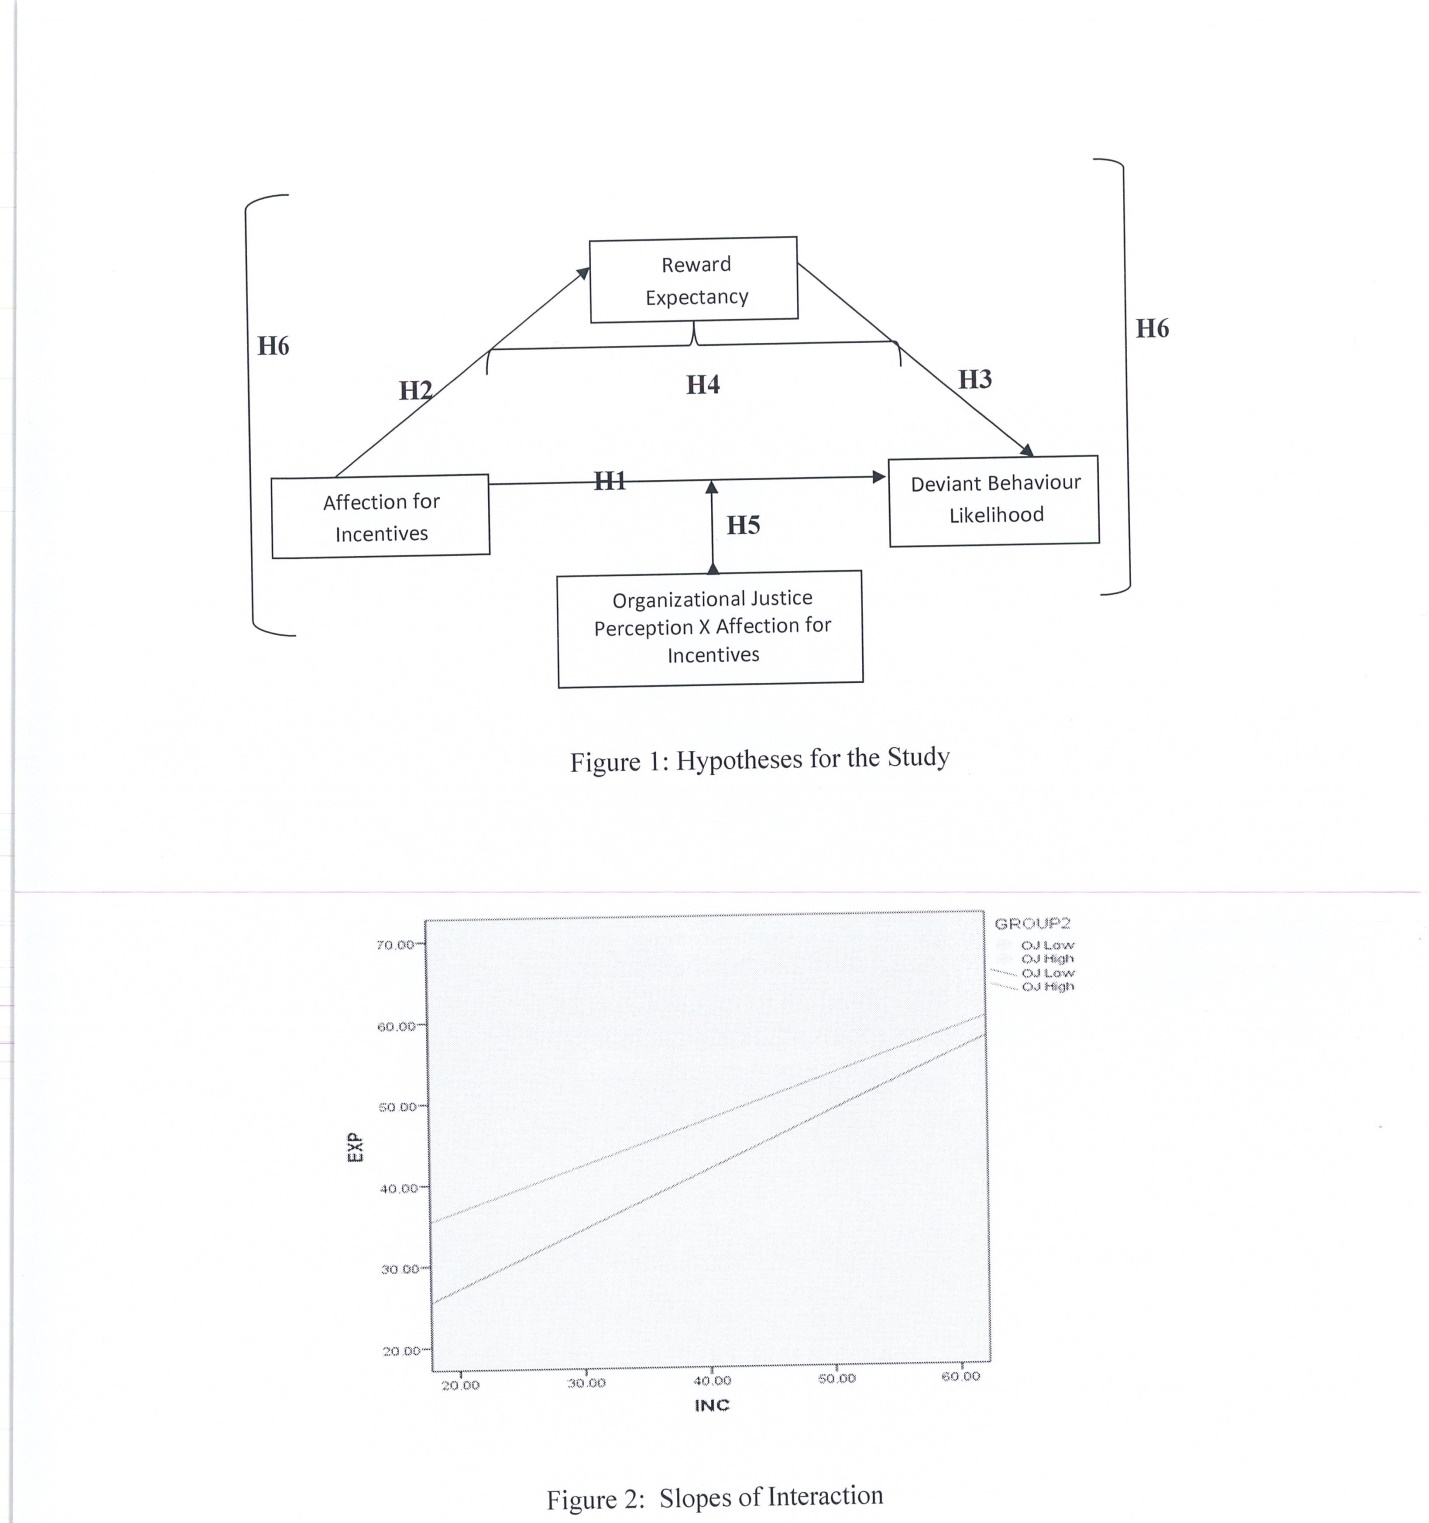 Reward
Expectancy
H6
H6
H2
H4
H3
H1
Affection for
Incentives
Deviant Behaviour
Likelihood
H5
Organizational Justice
Perception X Affection for
Incentives
Figure 1: Hypotheses for the Study
GROUP2
OJ Low
OJ High
OJ Low
OJ High
70.00
60.00
50.00
40.00
30.00
20.00
EXP
20.00
30.00
40.00
50.00
60.00
INC
Figure 2: Slopes of Interaction